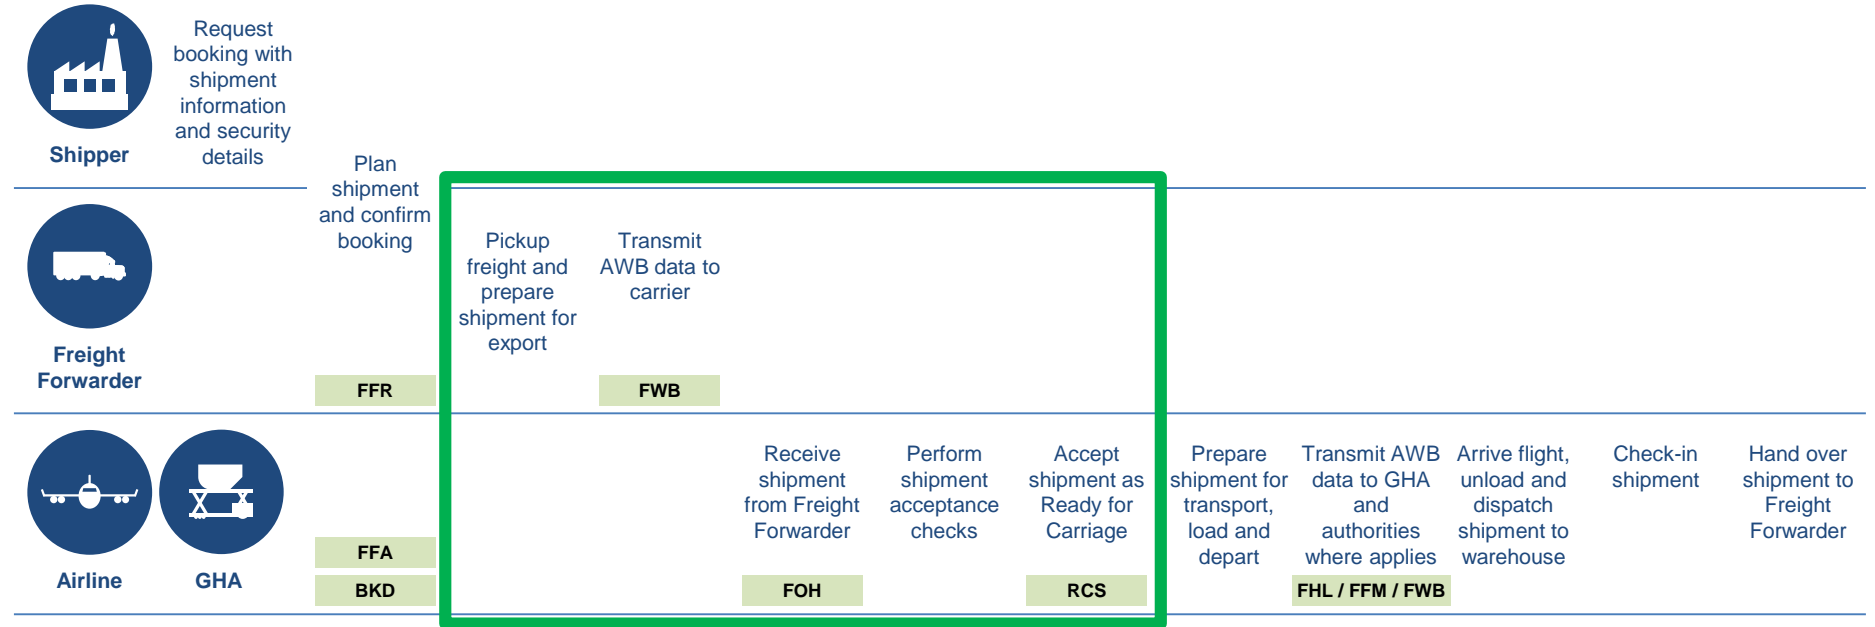 Request
booking with
shipment
information
and security
details
Shipper
Plan
shipment
and confirm
booking
Pickup
freight and
prepare
shipment for
export
Transmit
AWB data to
carrier
Freight
Forwarder
FFR
FWB
Receive
shipment
from Freight
Forwarder
Perform
shipment
acceptance
checks
Accept
shipment as
Ready for
Carriage
Prepare
shipment for
transport,
load and
depart
Transmit AWB
data to GHA
and
authorities
where applies
Arrive flight,
unload and
dispatch
shipment to
warehouse
Check-in
shipment
Hand over
shipment to
Freight
Forwarder
Airline
GHA
FFA
BKD
FOH
RCS
FHL / FFM / FWB